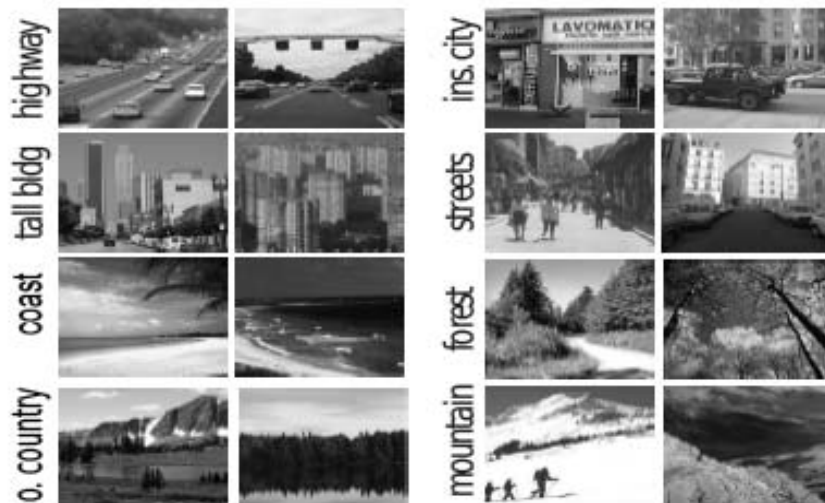 highway
ins.city
LAVOMATIC
tall bldg
streets
coast
forest
o. country
mountain